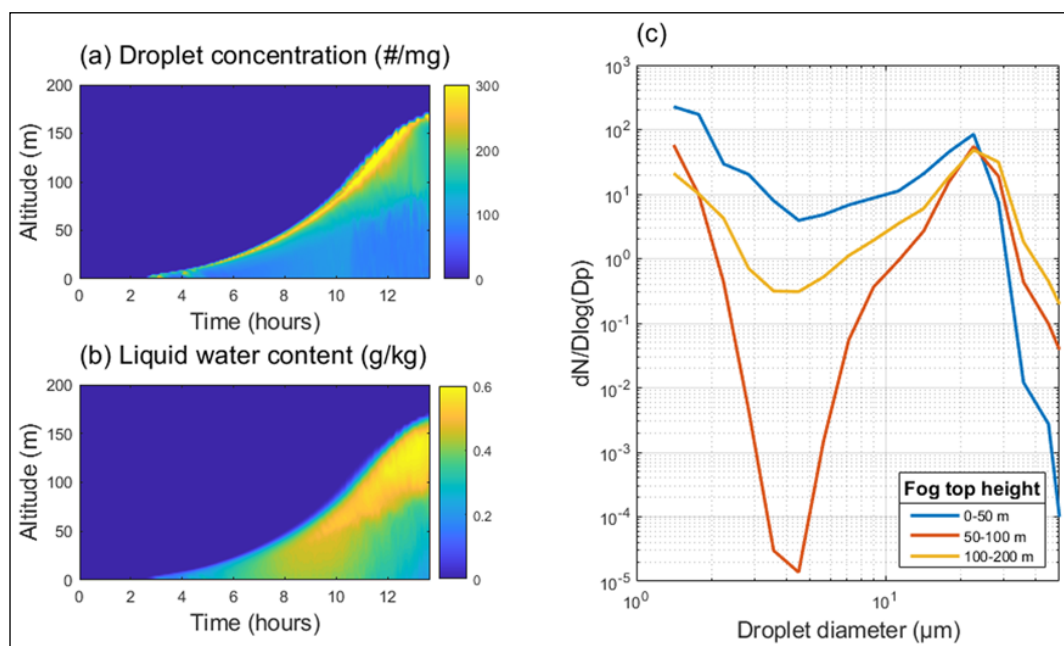 (a) Droplet concentration (#/mg)
200
150
100
50
0
Altitude (m)
0 2 4 6 8 10 12
Time (hours)
300
200
100
0
(b) Liquid water content (g/kg)
200
150
100
50
0
Altitude (m)
0 2 4 6 8 10 12
Time (hours)
0.6
0.4
0.2
0
(c)
10³
10²
10¹
10⁰
10⁻¹
10⁻²
10⁻³
10⁻⁴
10⁻⁵
dN/Dlog(Dp)
10⁰ 10¹
Droplet diameter (µm)
Fog top height
0-50 m
50-100 m
100-200 m